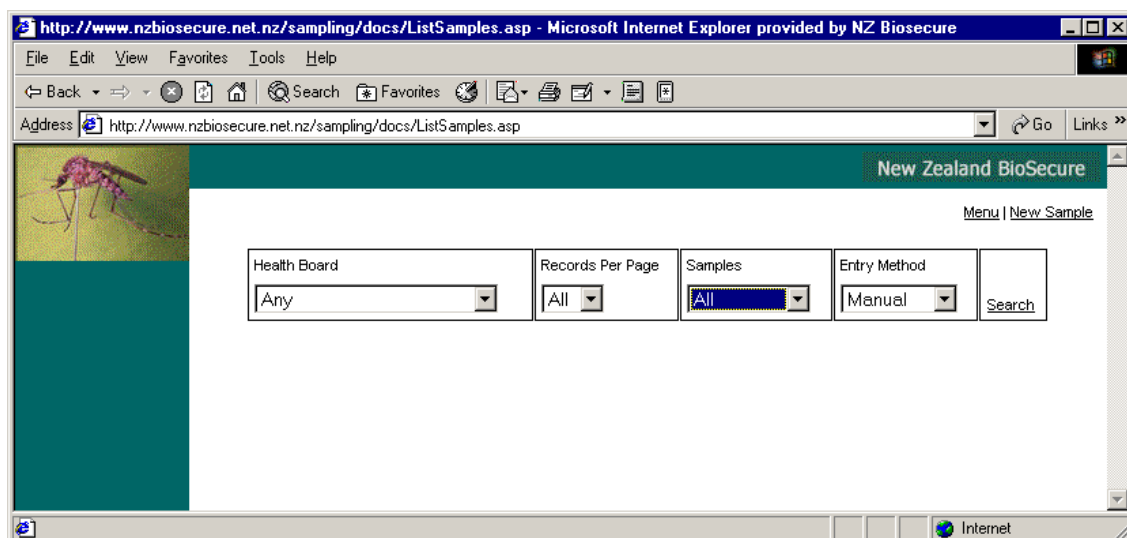 http://www.nzbiosecure.net.nz/sampling/docs/ListSamples.asp - Microsoft Internet Explorer provided by NZ Biosecure
File Edit View Favorites Tools Help
Back Search Favorites
Address http://www.nzbiosecure.net.nz/sampling/docs/ListSamples.asp Go Links »
New Zealand BioSecure
Menu | New Sample
Health Board Records Per Page Samples Entry Method
Any All All Manual Search
Internet